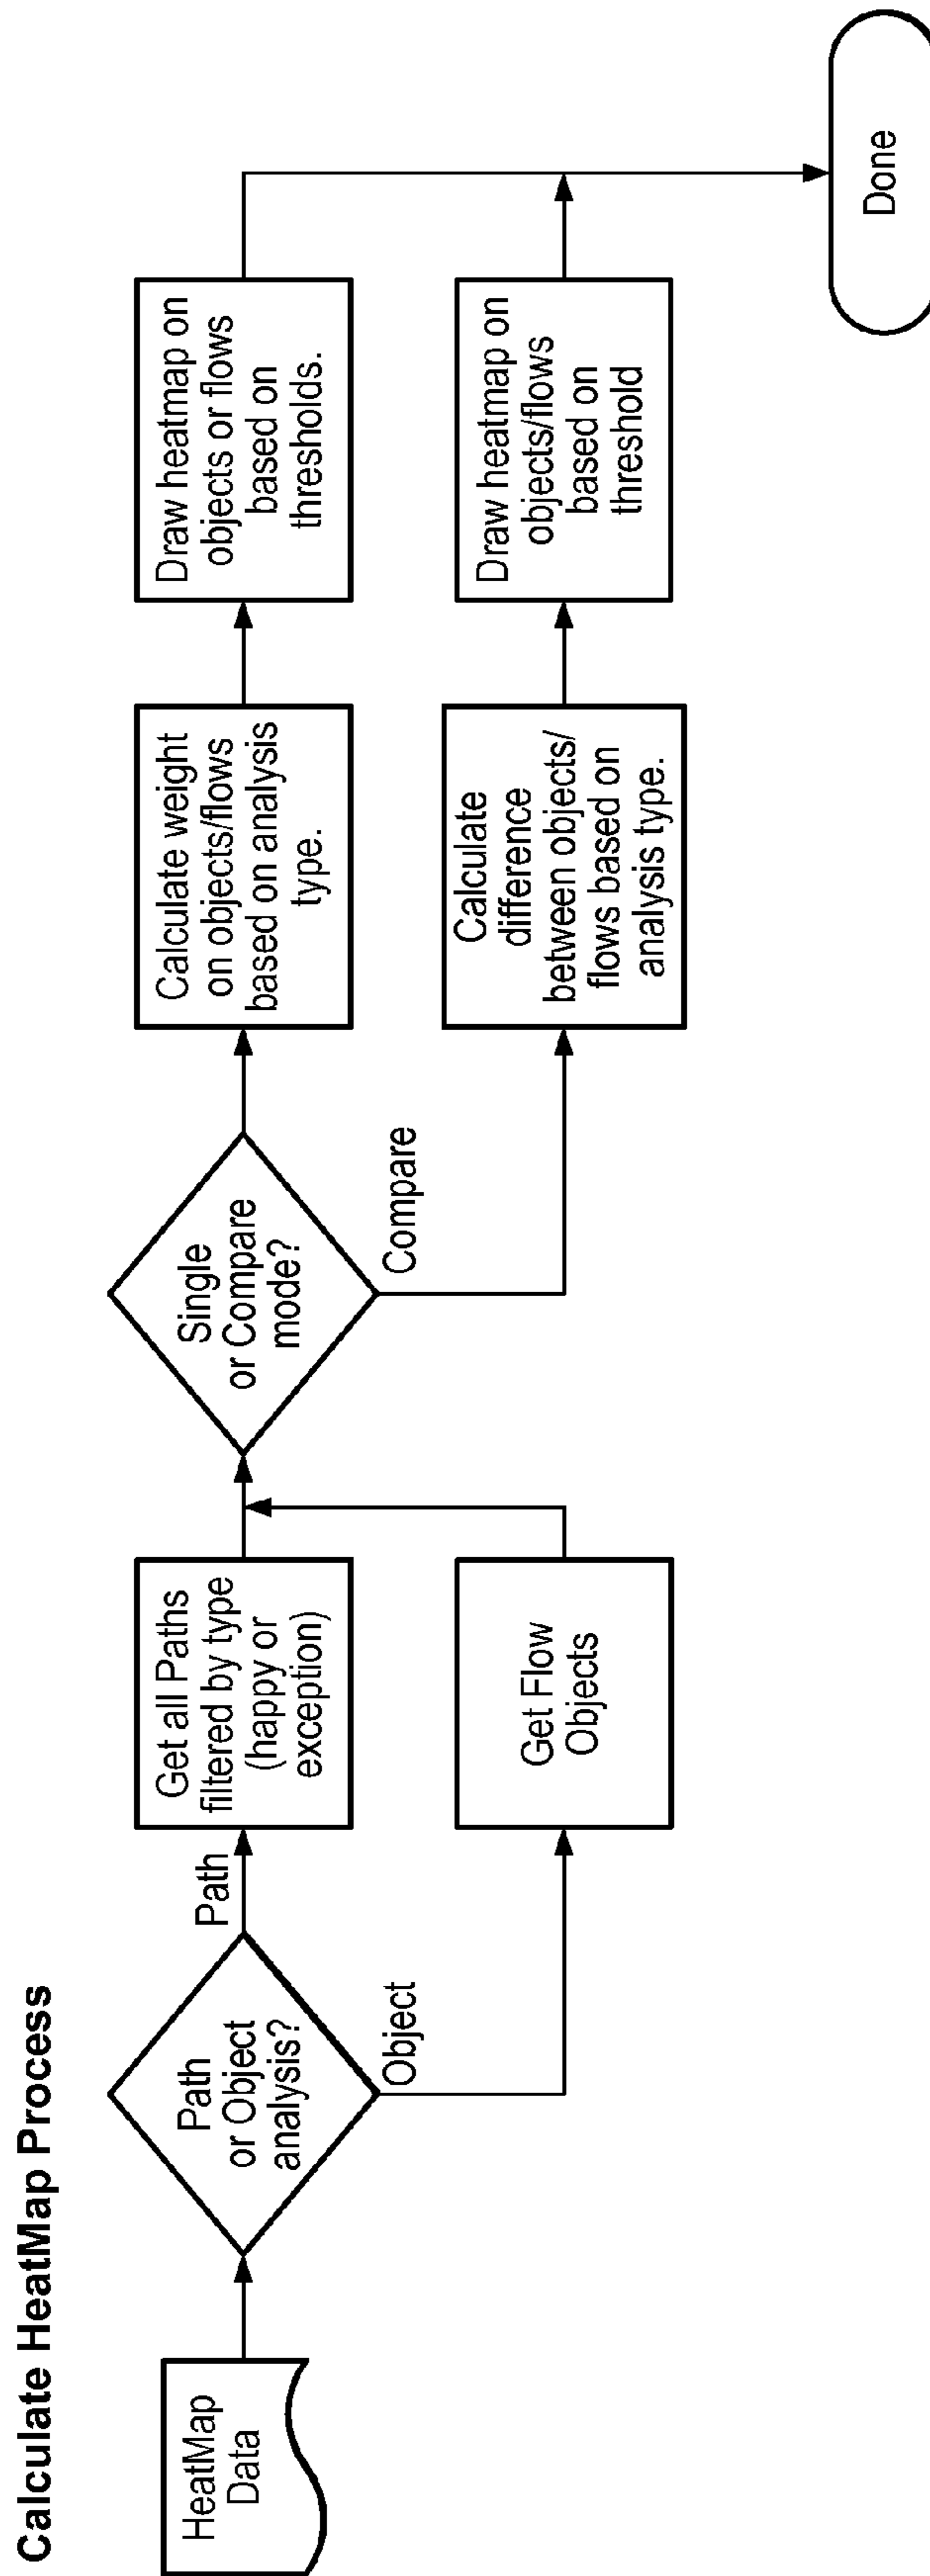 Calculate HeatMap Process
HeatMap
Data
Path
or Object
analysis?
Path
Object
Get all Paths
filtered by type
(happy or
exception)
Get Flow
Objects
Single
or Compare
mode?
Compare
Calculate weight
on objects/flows
based on analysis
type.
Calculate
difference
between objects/
flows based on
analysis type.
Draw heatmap on
objects or flows
based on
thresholds.
Draw heatmap on
objects/flows
based on
threshold
Done